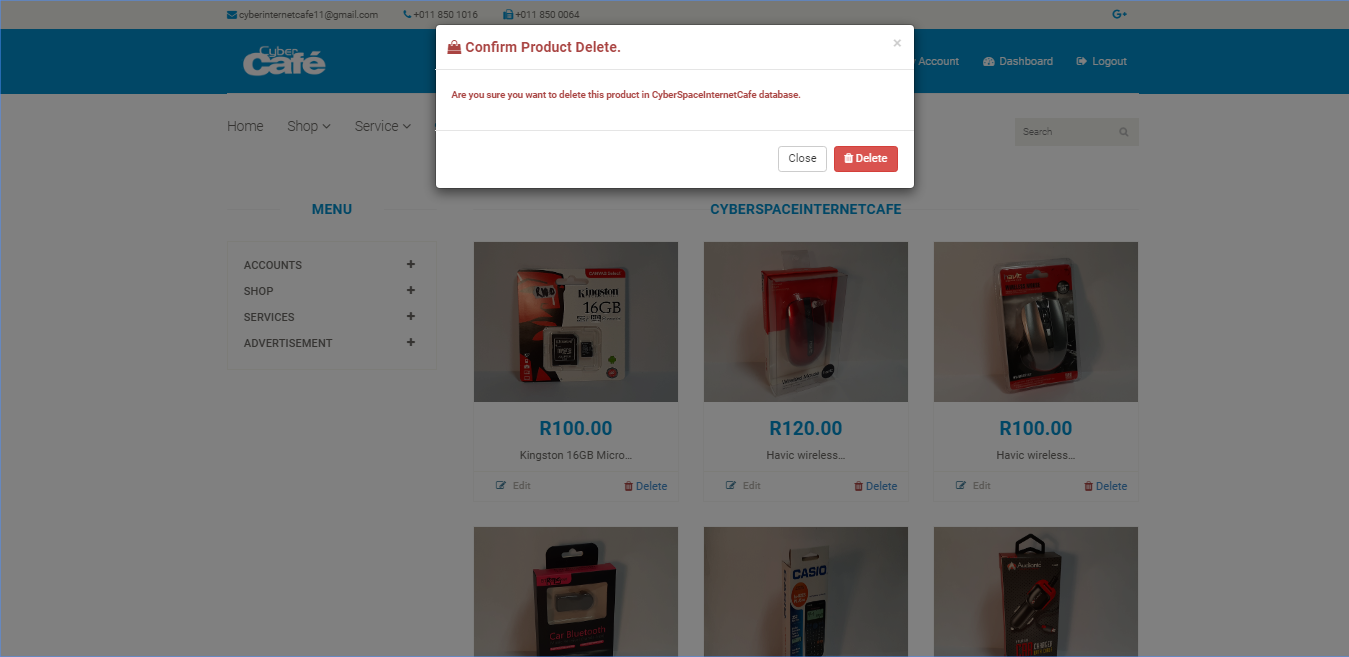 cyberinternetcafe11@gmail.com +011 850 1016 +011 850 0064 G+
Confirm Product Delete. ×
Cyber
Café
Account Dashboard Logout
Are you sure you want to delete this product in CyberSpaceInternetCafe database.
Home Shop Service
Search
Close Delete
MENU
CYBERSPACEINTERNETCAFE
ACCOUNTS +
SHOP +
SERVICES +
ADVERTISEMENT +
Kingston
16GB
R100.00
Kingston 16GB Micro...
Edit Delete
R120.00
Havic wireless...
Edit Delete
R100.00
Havic wireless...
Edit Delete
Car Bluetooth
CASIO
Audionic